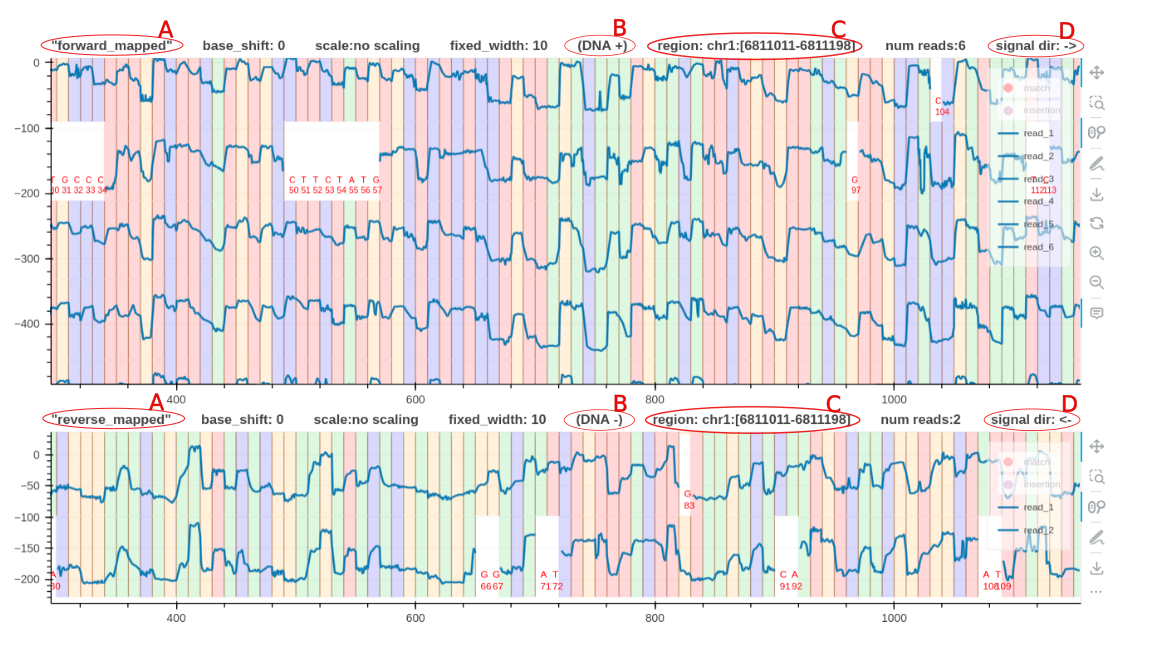 A B C D
"forward_mapped" base_shift: 0 scale:no scaling fixed_width: 10 (DNA +) region: chr1:[6811011-6811198] num reads:6 signal dir: ->
0
match
C
104
insertion
−100
read_1
read_2
G C C C
C T T C T A T G
G
read_3
31 32 33 34
50 51 52 53 54 55 56 57
97
112 113
−200
read_4
read_5
read_6
−300
−400
400 600 800 1000
A B C D
"reverse_mapped" base_shift: 0 scale:no scaling fixed_width: 10 (DNA -) region: chr1:[6811011-6811198] num reads:2 signal dir: <-
0
match
−50
insertion
G
83
read_1
−100
read_2
−150
G G A T C A A T
66 67 71 72 91 92 108 109
−200
400 600 800 1000